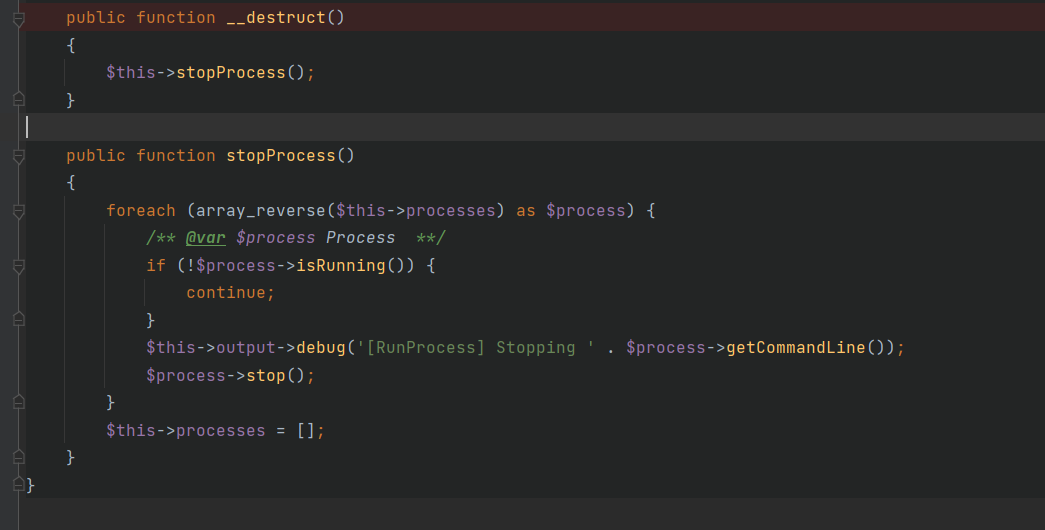 public function __destruct()
{
$this->stopProcess();
}
public function stopProcess()
{
foreach (array_reverse($this->processes) as $process) {
/** @var $process Process  **/
if (!$process->isRunning()) {
continue;
}
$this->output->debug('[RunProcess] Stopping ' . $process->getCommandLine());
$process->stop();
}
$this->processes = [];
}
}